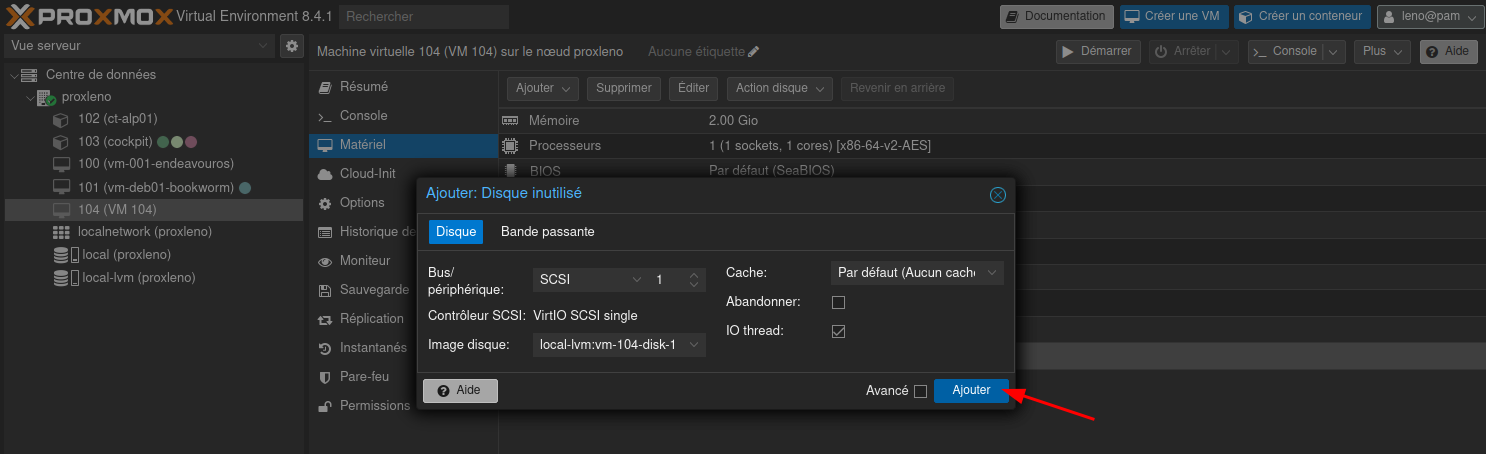 PROXMOX Virtual Environment 8.4.1 Rechercher Documentation Créer une VM Créer un conteneur leno@pam
Vue serveur
Machine virtuelle 104 (VM 104) sur le nœud proxleno Aucune étiquette Démarrer Arrêter Console Plus Aide
Centre de données
proxleno
102 (ct-alp01)
103 (cockpit)
100 (vm-001-endeavouros)
101 (vm-deb01-bookworm)
104 (VM 104)
localnetwork (proxleno)
local (proxleno)
local-lvm (proxleno)
Résumé
Console
Matériel
Cloud-Init
Options
Historique de
Moniteur
Sauvegarde
Réplication
Instantanés
Pare-feu
Permissions
Ajouter Supprimer Éditer Action disque Revenir en arrière
Mémoire 2.00 Gio
Processeurs 1 (1 sockets, 1 cores) [x86-64-v2-AES]
BIOS Par défaut (SeaBIOS)
Ajouter: Disque inutilisé
Disque Bande passante
Bus/
périphérique: SCSI 1
Contrôleur SCSI: VirtIO SCSI single
Image disque: local-lvm:vm-104-disk-1
Cache: Par défaut (Aucun cache
Abandonner:
IO thread:
Aide Avancé Ajouter